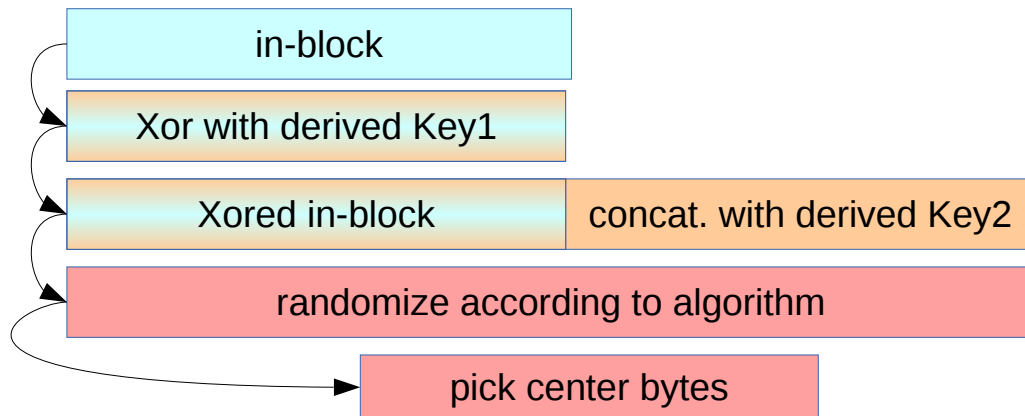 in-block
Xor with derived Key1
Xored in-block concat. with derived Key2
randomize according to algorithm
pick center bytes